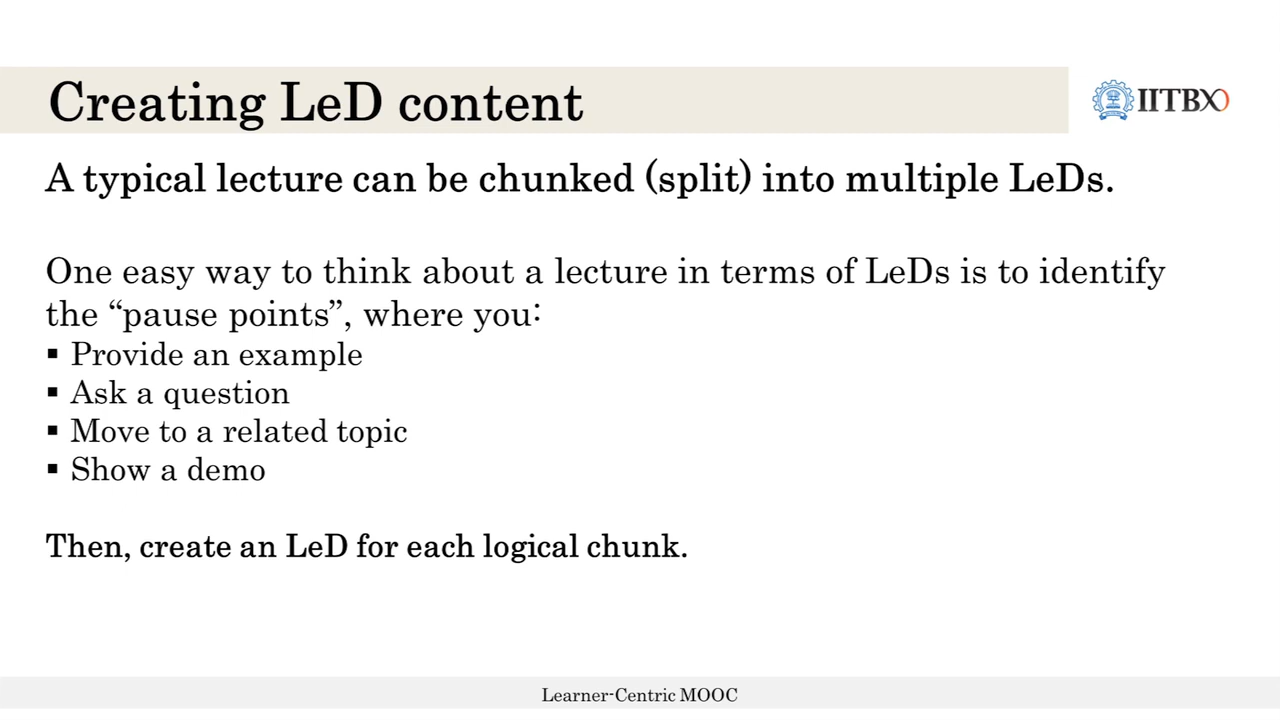 Creating LeD content
IITBX
A typical lecture can be chunked (split) into multiple LeDs.
One easy way to think about a lecture in terms of LeDs is to identify
the “pause points”, where you:
▪ Provide an example
▪ Ask a question
▪ Move to a related topic
▪ Show a demo
Then, create an LeD for each logical chunk.
Learner-Centric MOOC